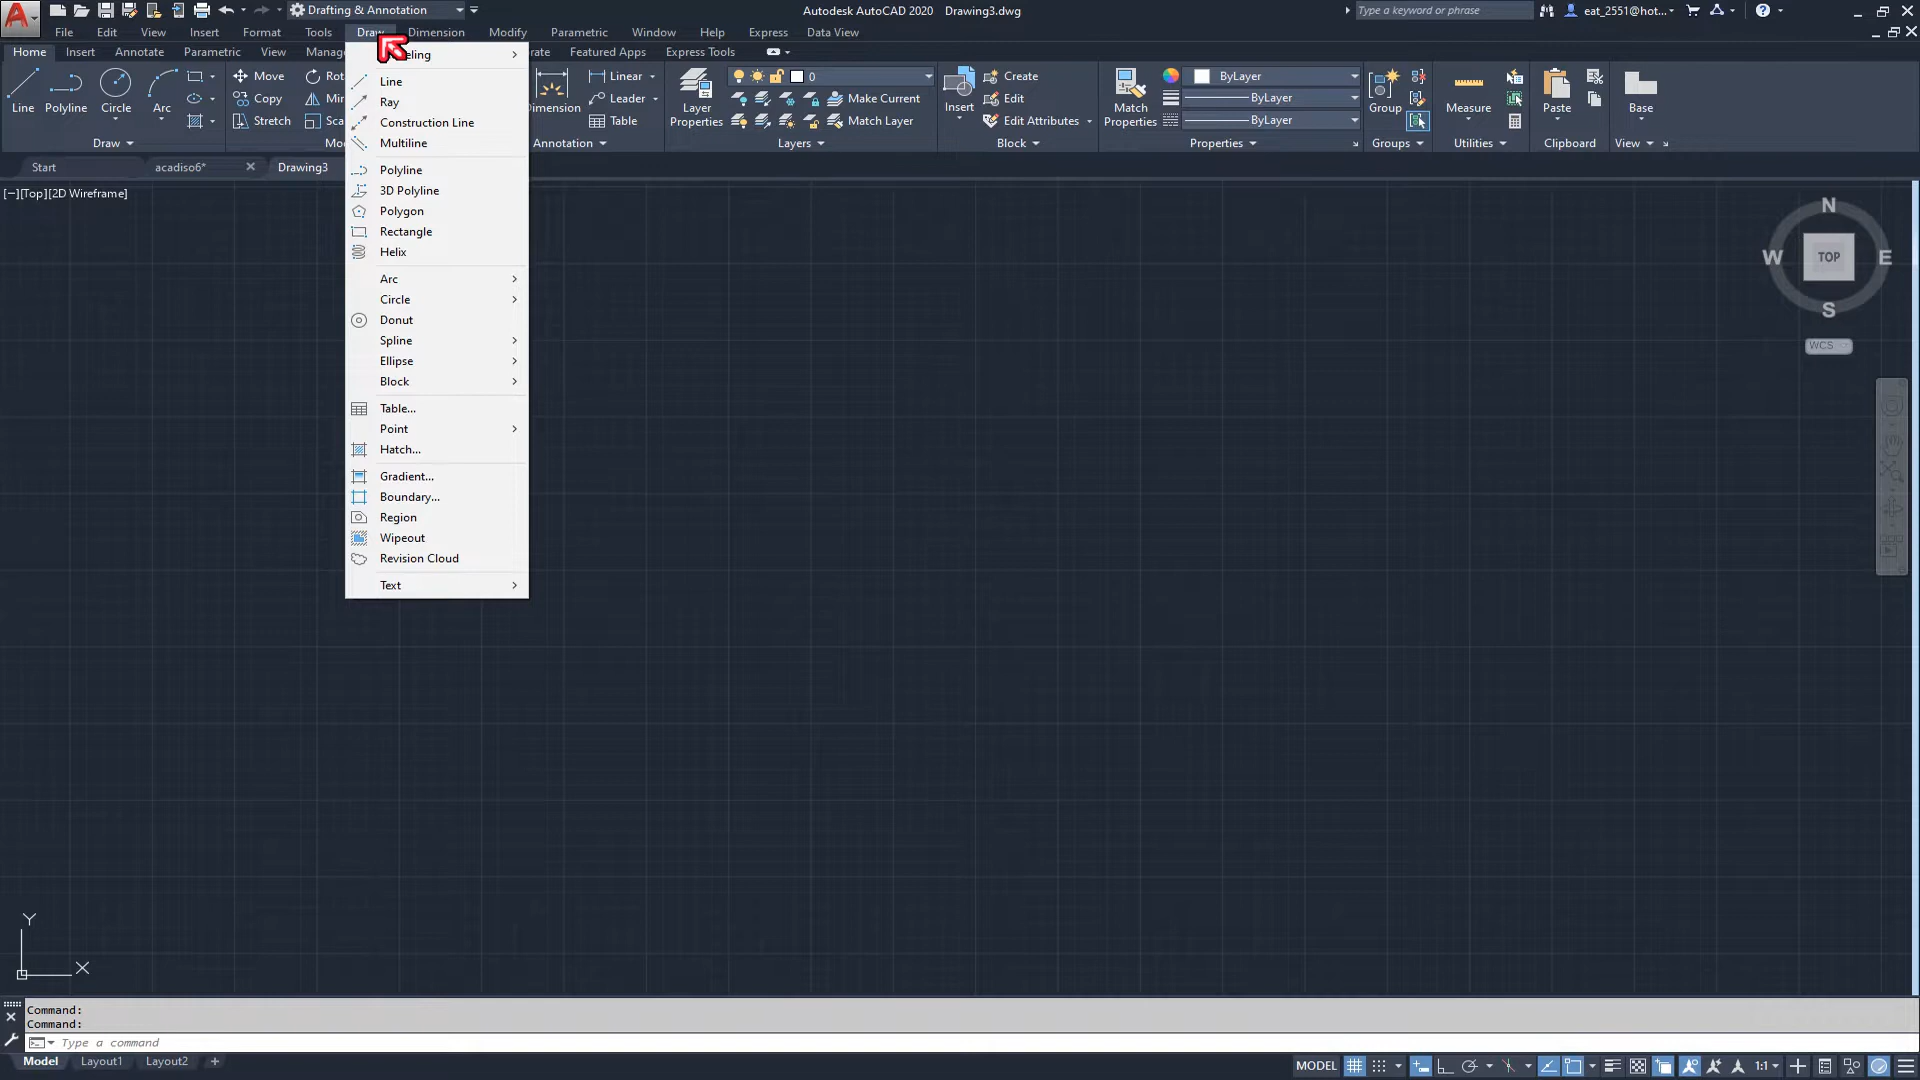 Drafting & Annotation
Autodesk AutoCAD 2020 Drawing3.dwg
Type a keyword or phrase
eat_2551@hot...
File Edit View Insert Format Tools Draw Dimension Modify Parametric Window Help Express Data View
Home Insert Annotate Parametric View Featured Apps Express Tools
Line Polyline Circle Arc
Move
Copy
Stretch
Draw
Linear
Leader
Table
Annotation
Layer
Properties
0
Make Current
Match Layer
Layers
Insert
Create
Edit
Edit Attributes
Block
Match
Properties
ByLayer
ByLayer
ByLayer
Properties
Group
Groups
Measure
Utilities
Paste
Clipboard
Base
View
Start acadiso6* Drawing3
[−][Top][2D Wireframe]
Line
Ray
Construction Line
Multiline
Polyline
3D Polyline
Polygon
Rectangle
Helix
Arc
Circle
Donut
Spline
Ellipse
Block
Table...
Point
Hatch...
Gradient...
Boundary...
Region
Wipeout
Revision Cloud
Text
N
W TOP E
S
WCS
Y
X
Command:
Command:
Type a command
Model Layout1 Layout2
MODEL 1:1